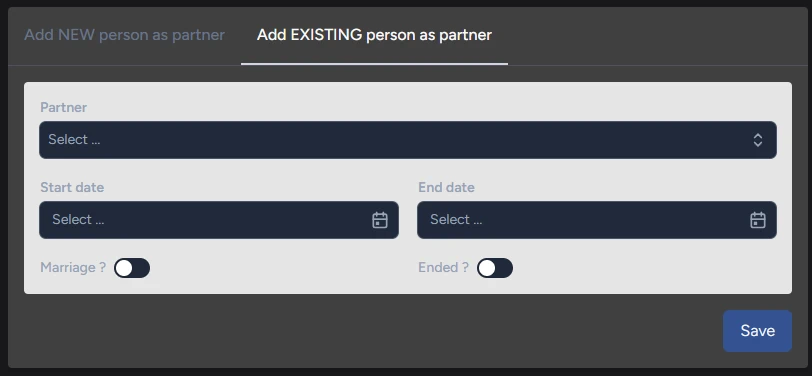 Add NEW person as partner Add EXISTING person as partner
Partner
Select ...
Start date End date
Select ... Select ...
Marriage ? Ended ?
Save